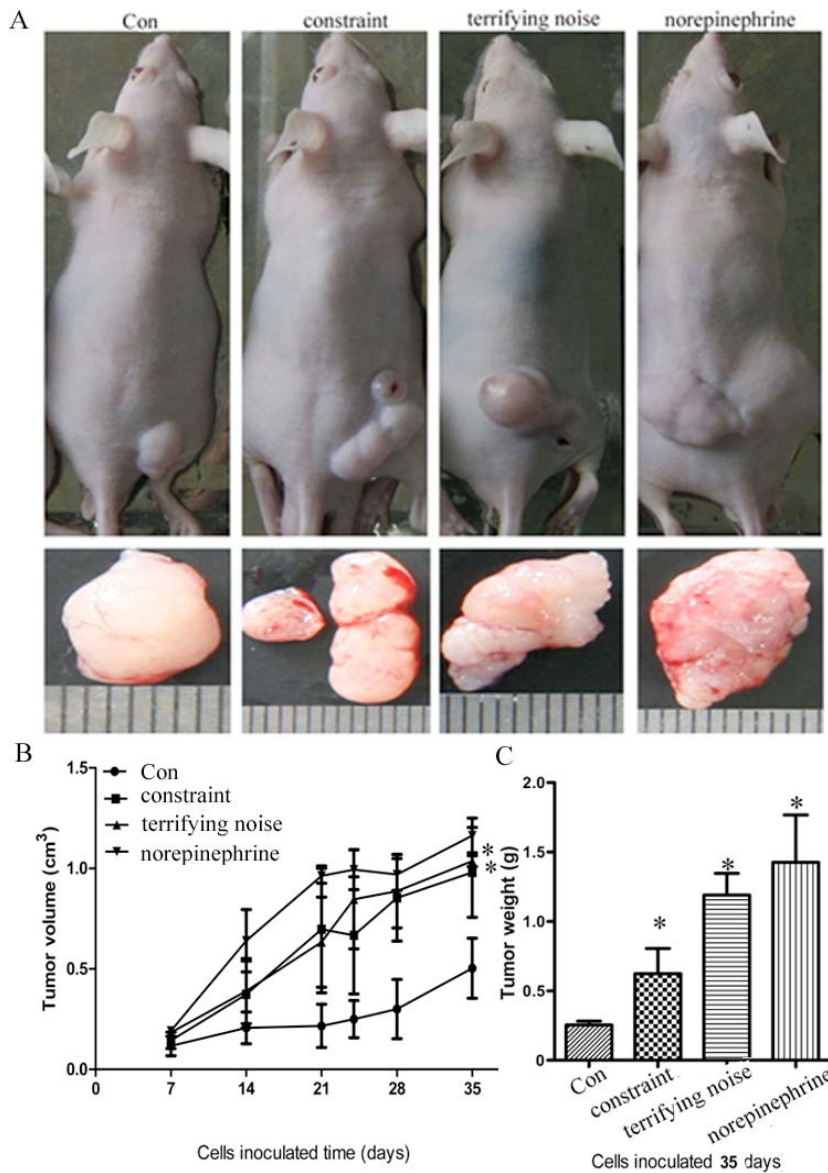 A
Con
constraint
terrifying noise
norepinephrine
B
Con
constraint
terrifying noise
norepinephrine
1.5
1.0
0.5
0.0
Tumor volume (cm³)
*
*
0 7 14 21 28 35
Cells inoculated time (days)
C
2.0
1.5
1.0
0.5
0
Tumor weight (g)
*
*
*
Con
constraint
terrifying noise
norepinephrine
Cells inoculated 35 days